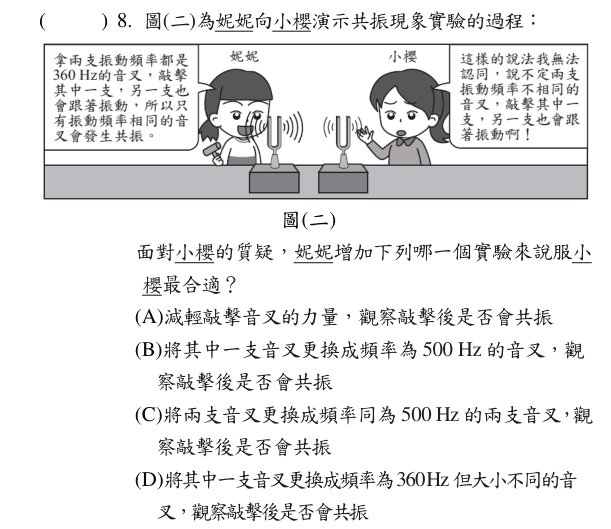 (　　) 8. 圖(二)為妮妮向小櫻演示共振現象實驗的過程：
拿兩支振動頻率都是
360 Hz的音叉，敲擊
其中一支，另一支也
會跟著振動，所以只
有振動頻率相同的音
叉會發生共振。
妮妮
小櫻
這樣的說法我無法
認同，說不定兩支
振動頻率不相同的
音叉，敲擊其中一
支，另一支也會跟
著振動啊！
圖(二)
面對小櫻的質疑，妮妮增加下列哪一個實驗來說服小
櫻最合適？
(A)減輕敲擊音叉的力量，觀察敲擊後是否會共振
(B)將其中一支音叉更換成頻率為 500 Hz 的音叉，觀
察敲擊後是否會共振
(C)將兩支音叉更換成頻率同為 500 Hz 的兩支音叉，觀
察敲擊後是否會共振
(D)將其中一支音叉更換成頻率為360Hz 但大小不同的音
叉，觀察敲擊後是否會共振